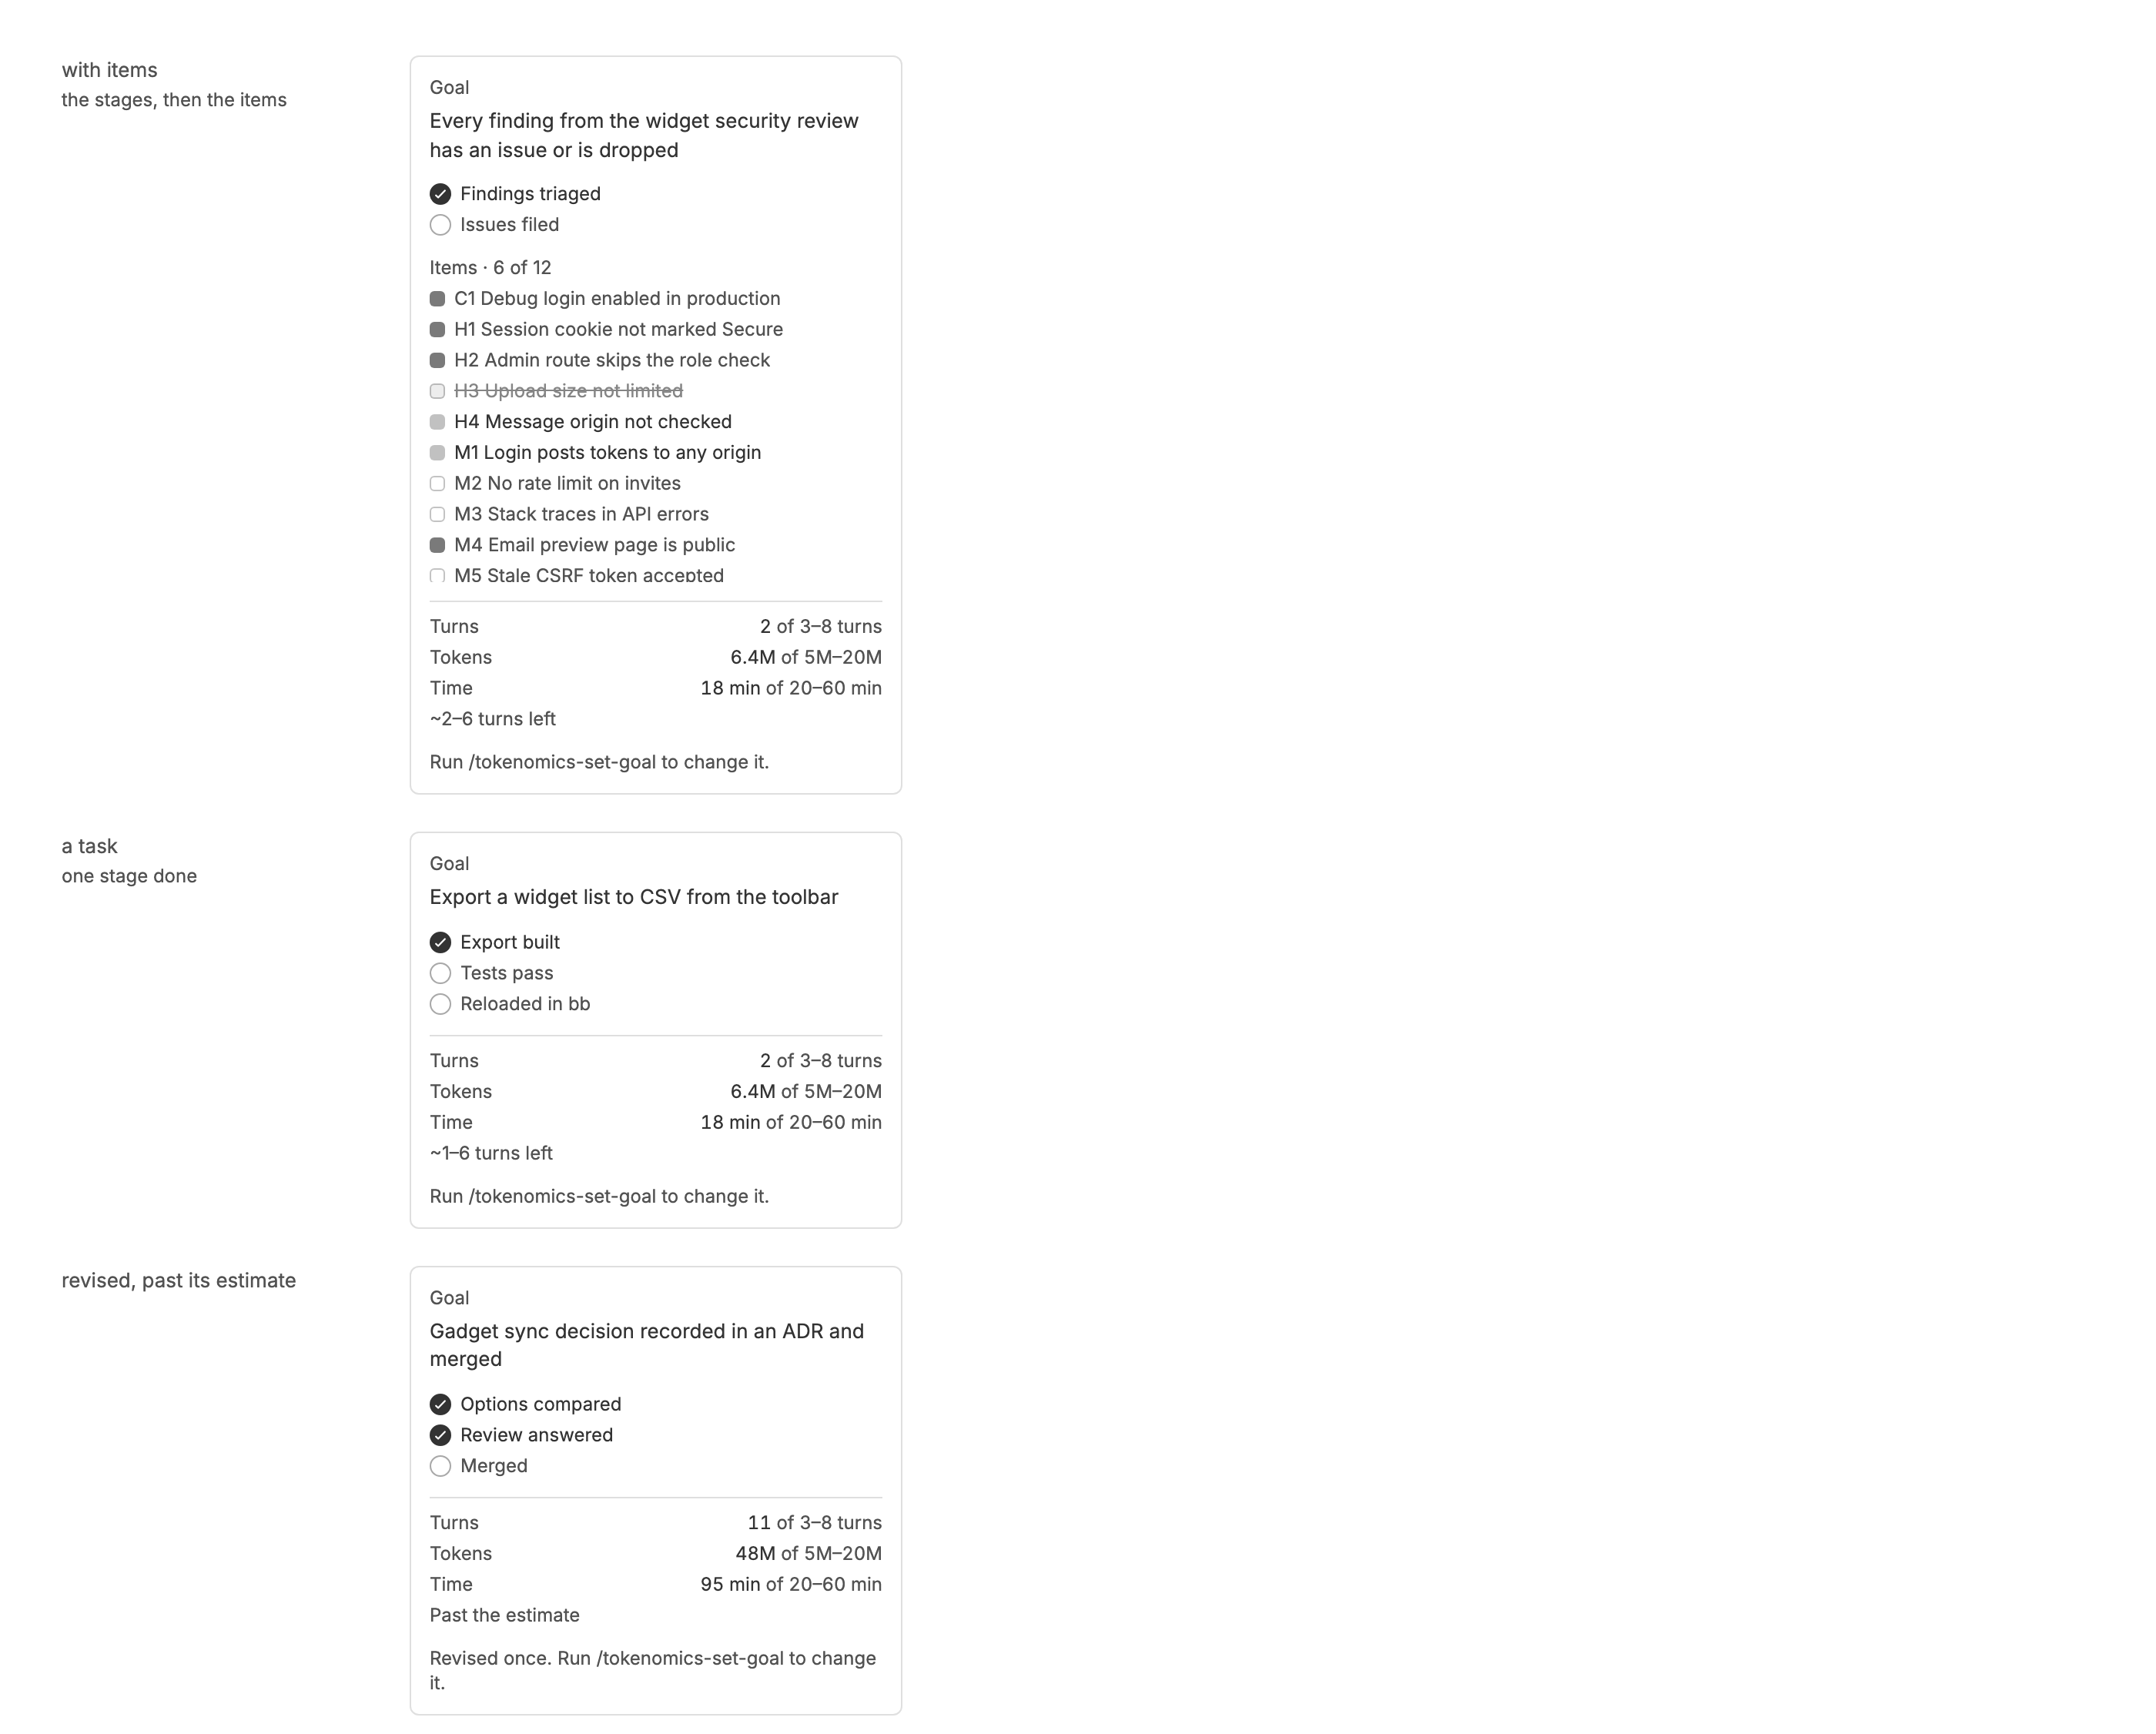 with items
the stages, then the items
Goal
Every finding from the widget security review
has an issue or is dropped
Findings triaged
Issues filed
Items · 6 of 12
C1 Debug login enabled in production
H1 Session cookie not marked Secure
H2 Admin route skips the role check
H3 Upload size not limited
H4 Message origin not checked
M1 Login posts tokens to any origin
M2 No rate limit on invites
M3 Stack traces in API errors
M4 Email preview page is public
M5 Stale CSRF token accepted
Turns 2 of 3–8 turns
Tokens 6.4M of 5M–20M
Time 18 min of 20–60 min
~2–6 turns left
Run /tokenomics-set-goal to change it.
a task
one stage done
Goal
Export a widget list to CSV from the toolbar
Export built
Tests pass
Reloaded in bb
Turns 2 of 3–8 turns
Tokens 6.4M of 5M–20M
Time 18 min of 20–60 min
~1–6 turns left
Run /tokenomics-set-goal to change it.
revised, past its estimate
Goal
Gadget sync decision recorded in an ADR and
merged
Options compared
Review answered
Merged
Turns 11 of 3–8 turns
Tokens 48M of 5M–20M
Time 95 min of 20–60 min
Past the estimate
Revised once. Run /tokenomics-set-goal to change
it.